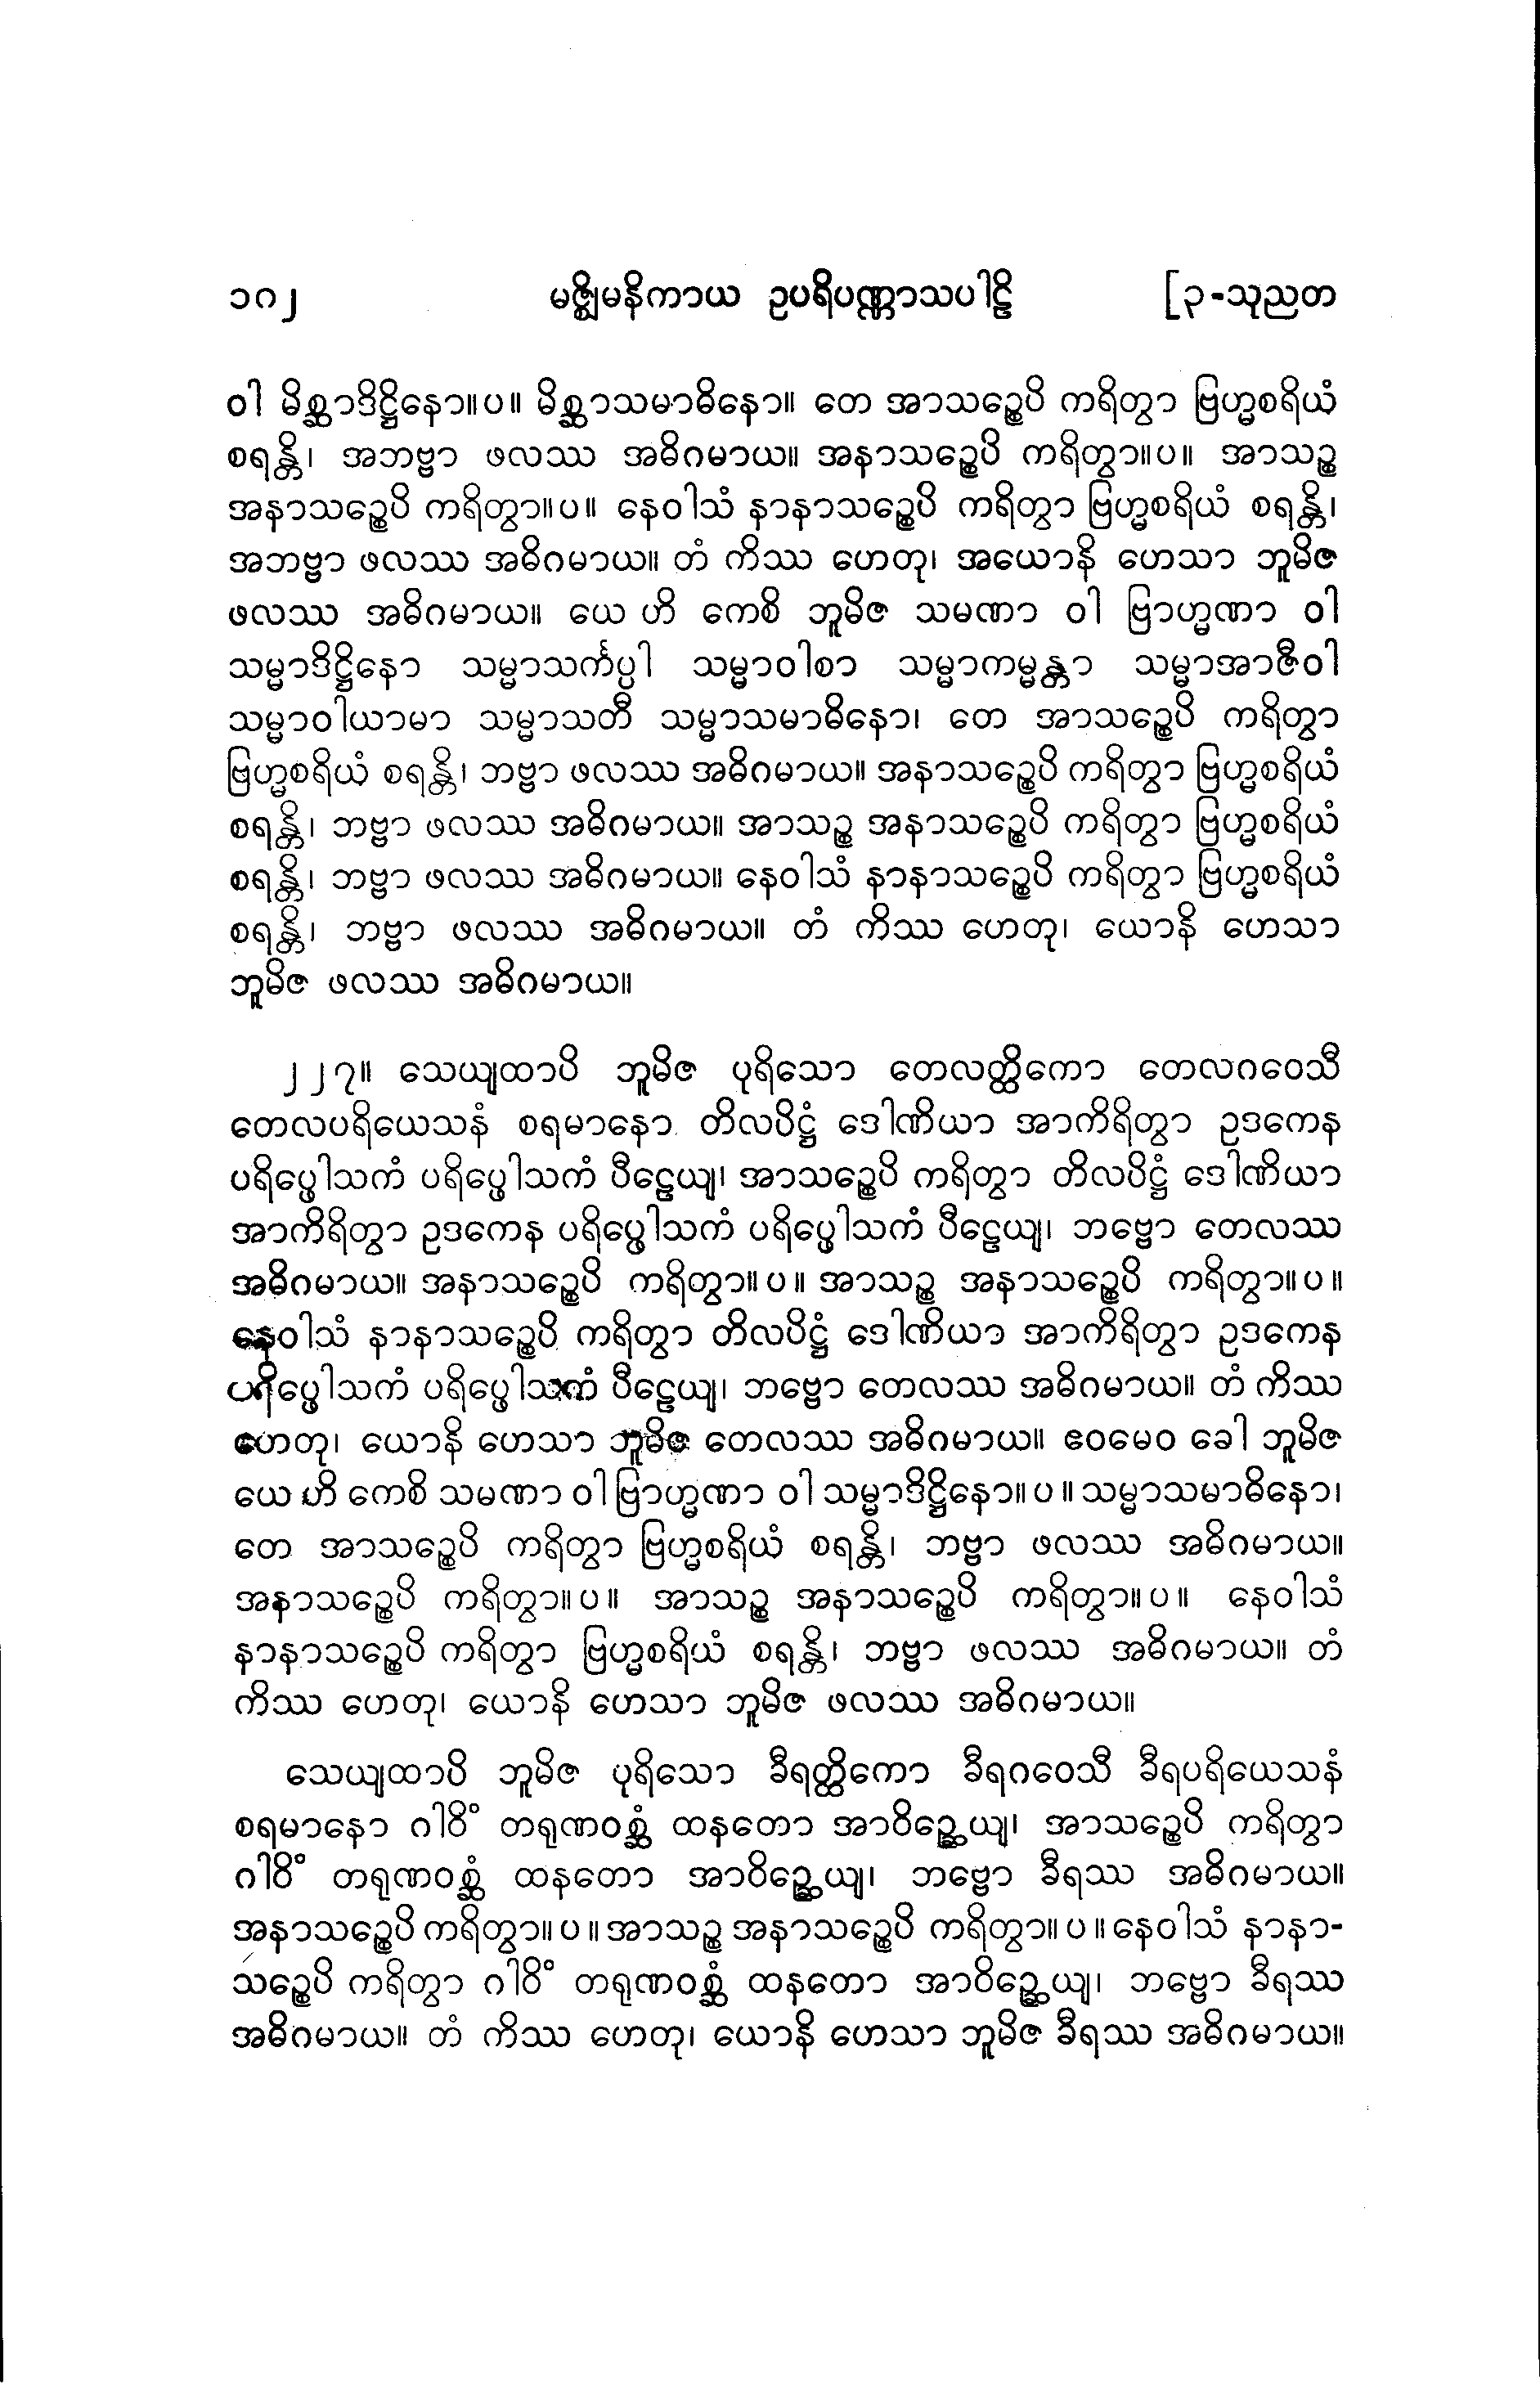 ၁၈၂ မဇ္ဈိမနိကာယ ဥပရိပဏ္ဏာသပါဠိ [၃-သုညတ
ဝါ မိစ္ဆာဒိဋ္ဌိနော။ပ။ မိစ္ဆာသမာဓိနော။ တေ အာသဉ္စေပိ ကရိတွာ ဗြဟ္မစရိယံ
စရန္တိ၊ အဘဗ္ဗာ ဖလဿ အဓိဂမာယ။ အနာသဉ္စေပိ ကရိတွာ။ပ။ အာသဉ္စ
အနာသဉ္စေပိ ကရိတွာ။ပ။ နေဝါသံ နာနာသဉ္စေပိ ကရိတွာ ဗြဟ္မစရိယံ စရန္တိ၊
အဘဗ္ဗာ ဖလဿ အဓိဂမာယ။ တံ ကိဿ ဟေတု၊ အယောနိ ဟေသာ ဘူမိဇ
ဖလဿ အဓိဂမာယ။ ယေ ဟိ ကေစိ ဘူမိဇ သမဏာ ဝါ ဗြာဟ္မဏာ ဝါ
သမ္မာဒိဋ္ဌိနော သမ္မာသင်္ကပ္ပါ သမ္မာဝါစာ သမ္မာကမ္မန္တာ သမ္မာအာဇီဝါ
သမ္မာဝါယာမာ သမ္မာသတီ သမ္မာသမာဓိနော၊ တေ အာသဉ္စေပိ ကရိတွာ
ဗြဟ္မစရိယံ စရန္တိ၊ ဘဗ္ဗာ ဖလဿ အဓိဂမာယ။ အနာသဉ္စေပိ ကရိတွာ ဗြဟ္မစရိယံ
စရန္တိ၊ ဘဗ္ဗာ ဖလဿ အဓိဂမာယ။ အာသဉ္စ အနာသဉ္စေပိ ကရိတွာ ဗြဟ္မစရိယံ
စရန္တိ၊ ဘဗ္ဗာ ဖလဿ အဓိဂမာယ။ နေဝါသံ နာနာသဉ္စေပိ ကရိတွာ ဗြဟ္မစရိယံ
စရန္တိ၊ ဘဗ္ဗာ ဖလဿ အဓိဂမာယ။ တံ ကိဿ ဟေတု၊ ယောနိ ဟေသာ
ဘူမိဇ ဖလဿ အဓိဂမာယ။
၂၂၇။ သေယျထာပိ ဘူမိဇ ပုရိသော တေလတ္ထိကော တေလဂဝေသီ
တေလပရိယေသနံ စရမာနော တိလပိဋ္ဌံ ဒေါဏိယာ အာကိရိတွာ ဥဒကေန
ပရိပ္ဖေါသကံ ပရိပ္ဖေါသကံ ပီဠေယျ၊ အာသဉ္စေပိ ကရိတွာ တိလပိဋ္ဌံ ဒေါဏိယာ
အာကိရိတွာ ဥဒကေန ပရိပ္ဖေါသကံ ပရိပ္ဖေါသကံ ပီဠေယျ၊ ဘဗ္ဗော တေလဿ
အဓိဂမာယ။ အနာသဉ္စေပိ ကရိတွာ။ပ။ အာသဉ္စ အနာသဉ္စေပိ ကရိတွာ။ပ။
နေဝါသံ နာနာသဉ္စေပိ ကရိတွာ တိလပိဋ္ဌံ ဒေါဏိယာ အာကိရိတွာ ဥဒကေန
ပရိပ္ဖေါသကံ ပရိပ္ဖေါသကံ ပီဠေယျ၊ ဘဗ္ဗော တေလဿ အဓိဂမာယ။ တံ ကိဿ
ဟေတု၊ ယောနိ ဟေသာ ဘူမိဇ တေလဿ အဓိဂမာယ။ ဧဝမေဝ ခေါ ဘူမိဇ
ယေ ဟိ ကေစိ သမဏာ ဝါ ဗြာဟ္မဏာ ဝါ သမ္မာဒိဋ္ဌိနော။ပ။ သမ္မာသမာဓိနော၊
တေ အာသဉ္စေပိ ကရိတွာ ဗြဟ္မစရိယံ စရန္တိ၊ ဘဗ္ဗာ ဖလဿ အဓိဂမာယ။
အနာသဉ္စေပိ ကရိတွာ။ပ။ အာသဉ္စ အနာသဉ္စေပိ ကရိတွာ။ပ။ နေဝါသံ
နာနာသဉ္စေပိ ကရိတွာ ဗြဟ္မစရိယံ စရန္တိ၊ ဘဗ္ဗာ ဖလဿ အဓိဂမာယ။ တံ
ကိဿ ဟေတု၊ ယောနိ ဟေသာ ဘူမိဇ ဖလဿ အဓိဂမာယ။
သေယျထာပိ ဘူမိဇ ပုရိသော ခီရတ္ထိကော ခီရဂဝေသီ ခီရပရိယေသနံ
စရမာနော ဂါဝိံ တရုဏဝစ္ဆံ ထနတော အာဝိဉ္ဆေယျ၊ အာသဉ္စေပိ ကရိတွာ
ဂါဝိံ တရုဏဝစ္ဆံ ထနတော အာဝိဉ္ဆေယျ၊ ဘဗ္ဗော ခီရဿ အဓိဂမာယ။
အနာသဉ္စေပိ ကရိတွာ။ပ။ အာသဉ္စ အနာသဉ္စေပိ ကရိတွာ။ပ။ နေဝါသံ နာနာ-
သဉ္စေပိ ကရိတွာ ဂါဝိံ တရုဏဝစ္ဆံ ထနတော အာဝိဉ္ဆေယျ၊ ဘဗ္ဗော ခီရဿ
အဓိဂမာယ။ တံ ကိဿ ဟေတု၊ ယောနိ ဟေသာ ဘူမိဇ ခီရဿ အဓိဂမာယ။